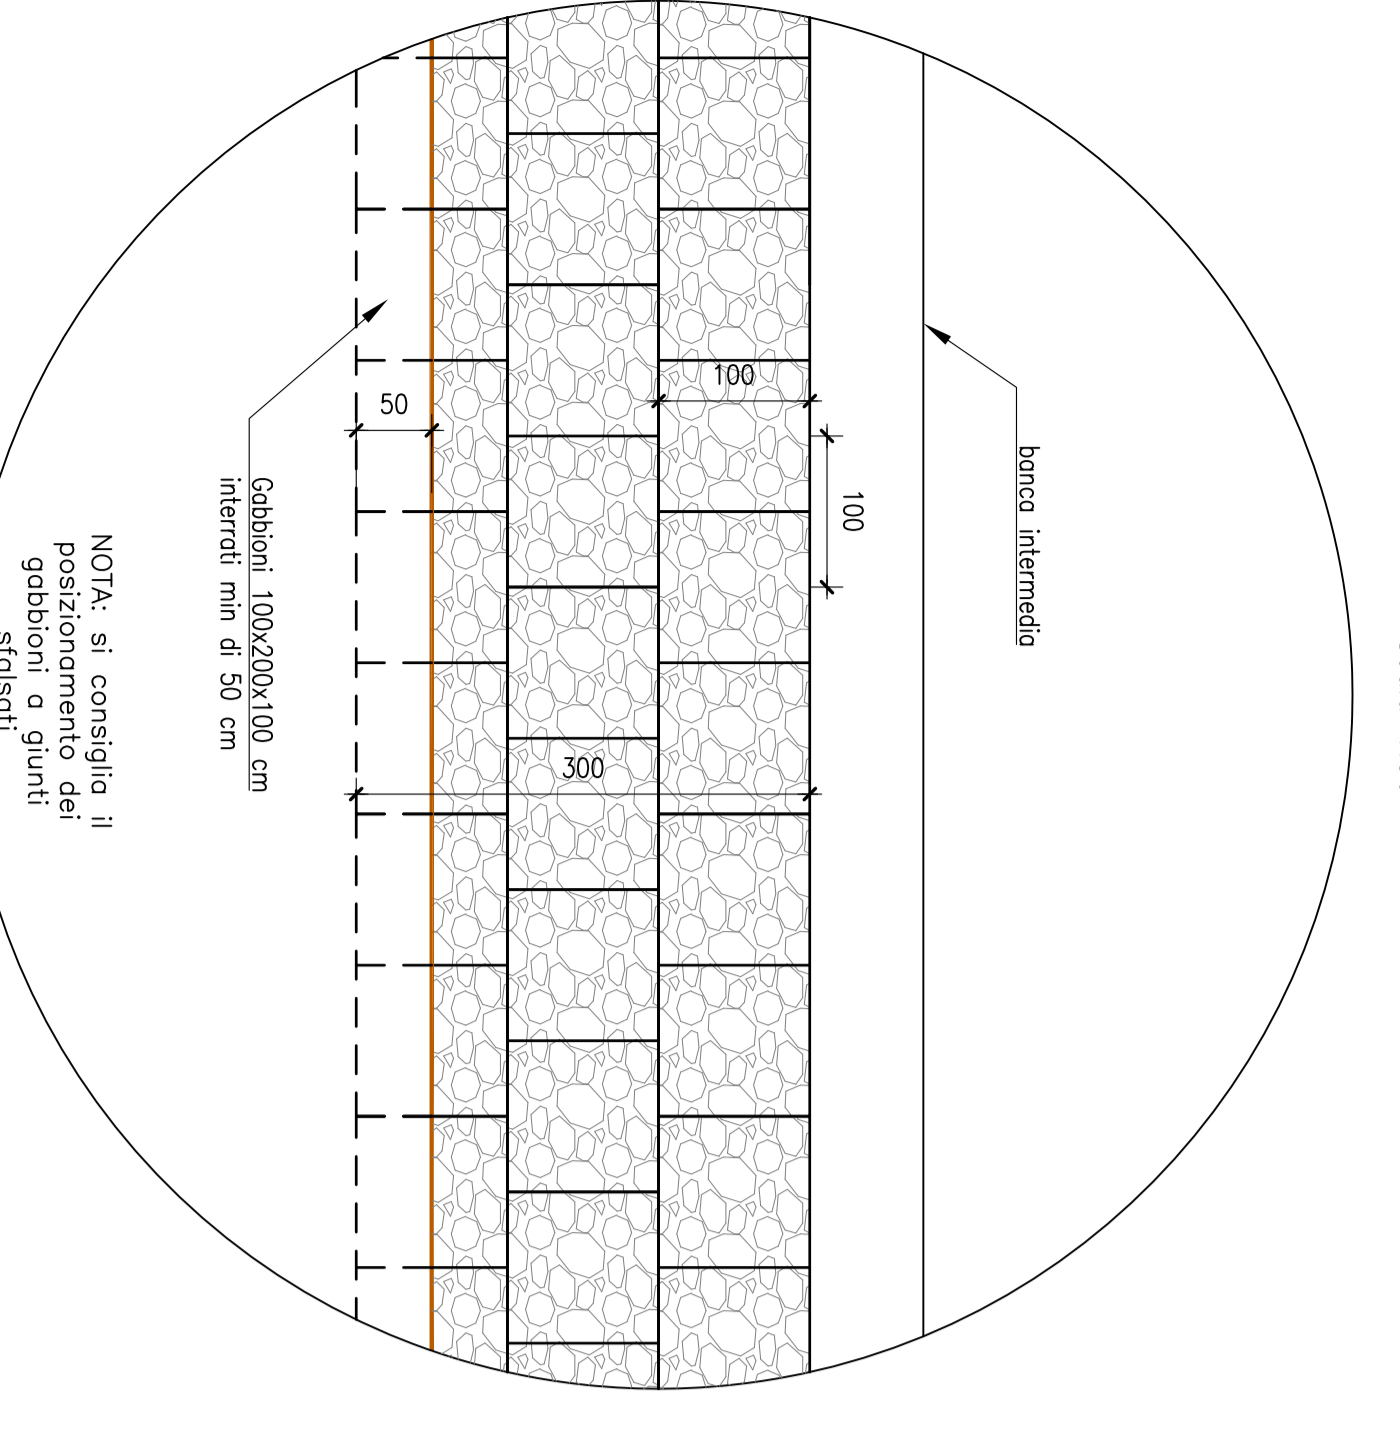 banca intermedia
100
100
50
300
Gabbioni 100x200x100 cm
interrati min di 50 cm
NOTA: si consiglia il
posizionamento dei
gabbioni a giunti
sfalsati